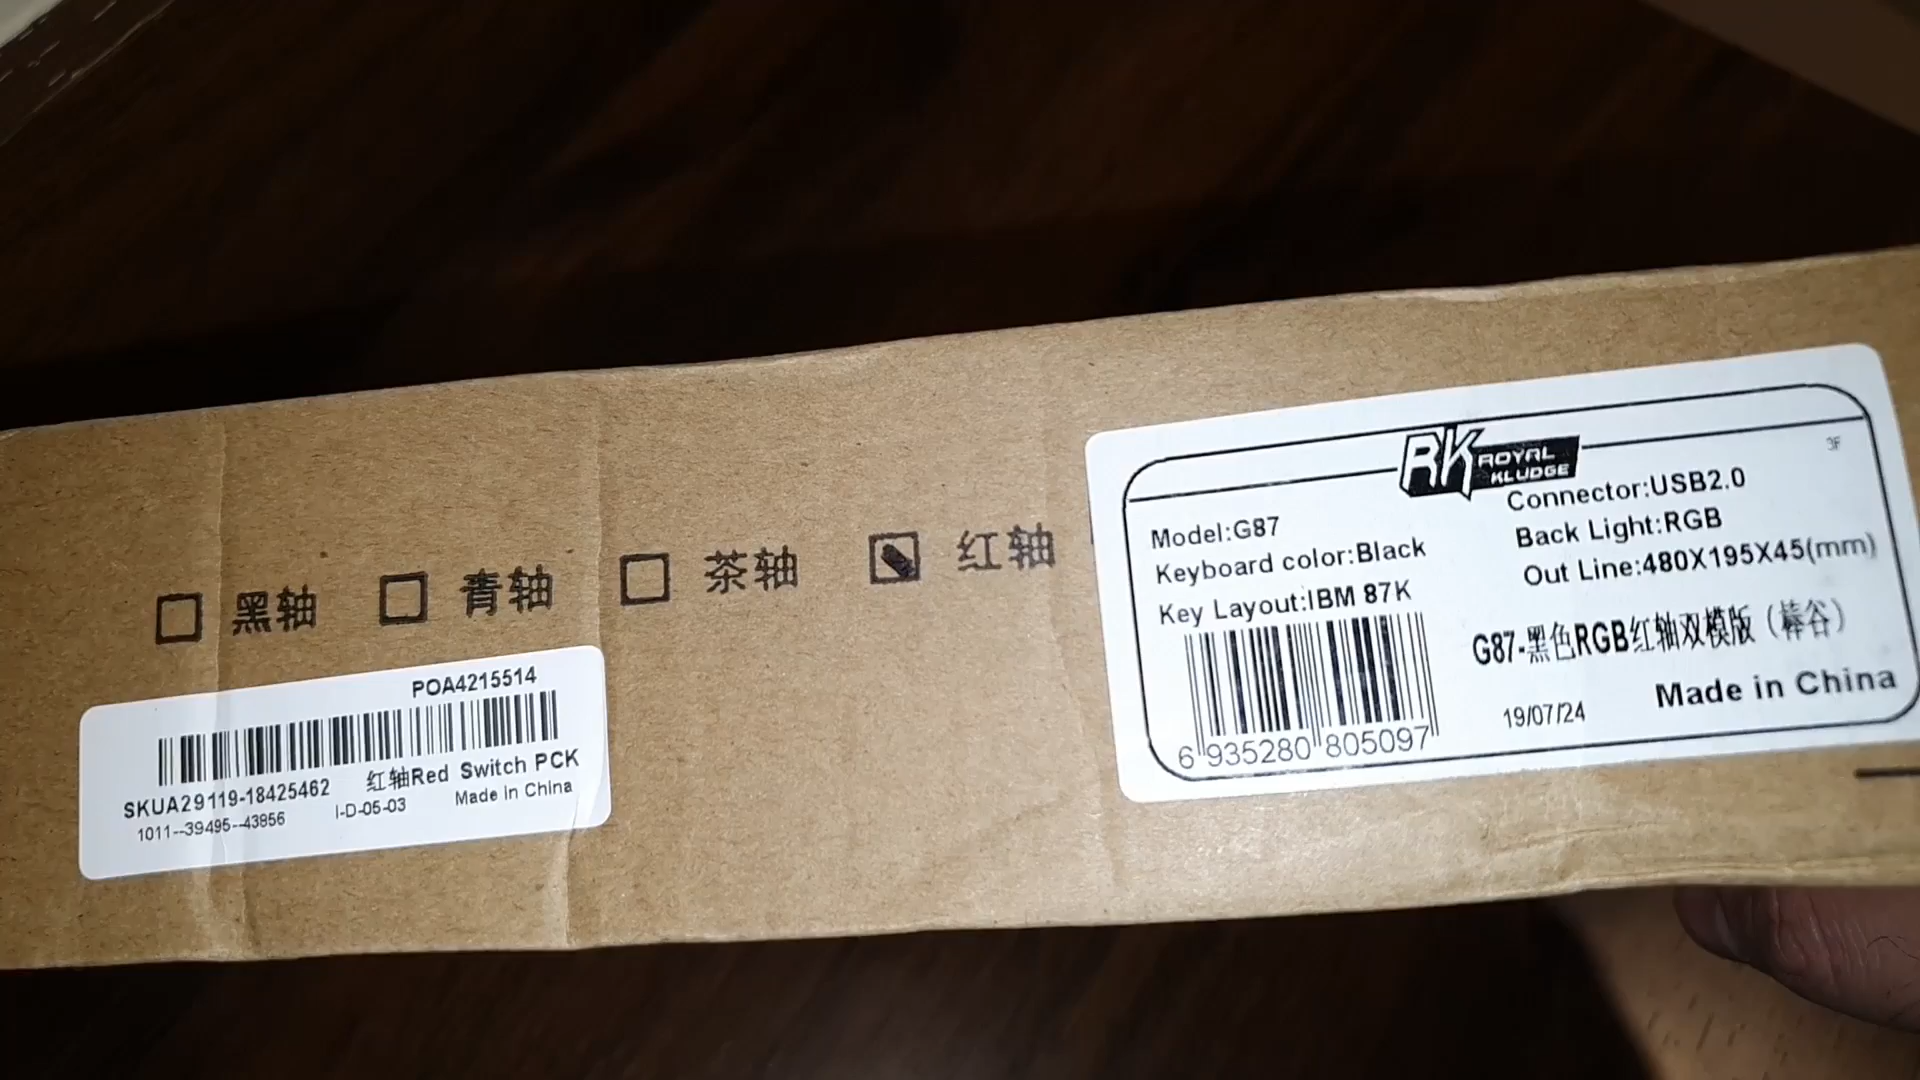 黑轴 青轴 茶轴 红轴
POA4215514
SKUA29119-18425462 红轴Red Switch PCK
1011--39495--43856 I-D-05-03 Made in China
RK ROYAL KLUDGE
3F
Model:G87
Keyboard color:Black
Key Layout:IBM 87K
6 935280 805097
Connector:USB2.0
Back Light:RGB
Out Line:480X195X45(mm)
G87-黑色RGB红轴双模版（棒谷）
19/07/24 Made in China